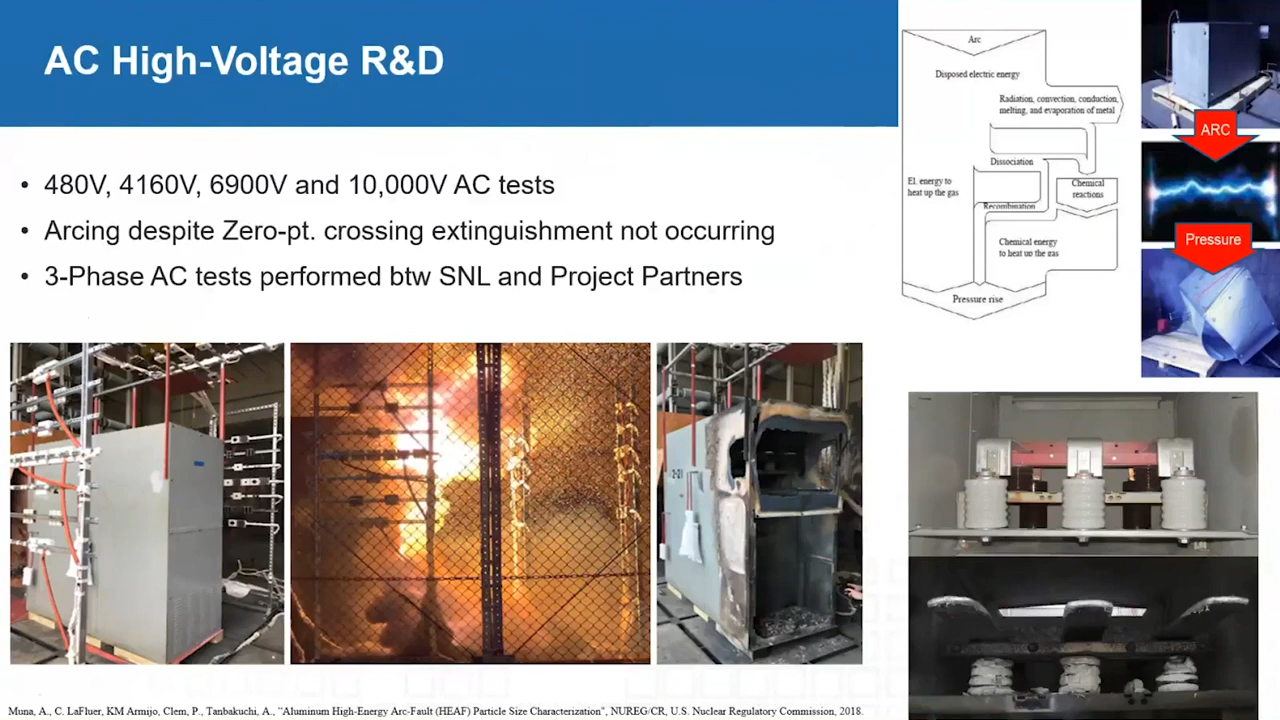 AC High-Voltage R&D
• 480V, 4160V, 6900V and 10,000V AC tests
• Arcing despite Zero-pt. crossing extinguishment not occurring
• 3-Phase AC tests performed btw SNL and Project Partners
Arc
Disposed electric energy
Radiation, convection, conduction,
melting, and evaporation of metal
Dissociation
El. energy to
heat up the gas
Chemical
reactions
Recombination
Chemical energy
to heat up the gas
Pressure rise
ARC
Pressure
2-21
Muna, A., C. LaFluer, KM Armijo, Clem, P., Tanbakuchi, A., "Aluminum High-Energy Arc-Fault (HEAF) Particle Size Characterization", NUREG/CR, U.S. Nuclear Regulatory Commission, 2018.